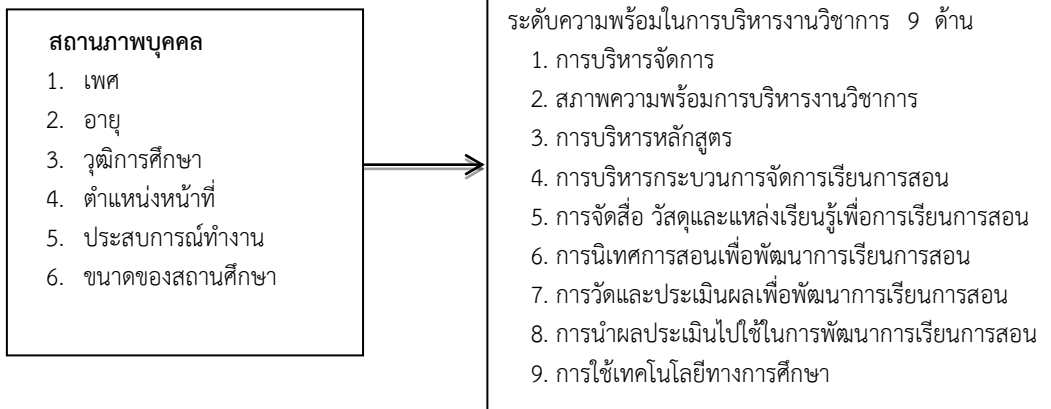 สถานภาพบุคคล
1. เพศ
2. อายุ
3. วุฒิการศึกษา
4. ตำแหน่งหน้าที่
5. ประสบการณ์ทำงาน
6. ขนาดของสถานศึกษา
ระดับความพร้อมในการบริหารงานวิชาการ 9 ด้าน
1. การบริหารจัดการ
2. สภาพความพร้อมการบริหารงานวิชาการ
3. การบริหารหลักสูตร
4. การบริหารกระบวนการจัดการเรียนการสอน
5. การจัดสื่อ วัสดุและแหล่งเรียนรู้เพื่อการเรียนการสอน
6. การนิเทศการสอนเพื่อพัฒนาการเรียนการสอน
7. การวัดและประเมินผลเพื่อพัฒนาการเรียนการสอน
8. การนำผลประเมินไปใช้ในการพัฒนาการเรียนการสอน
9. การใช้เทคโนโลยีทางการศึกษา